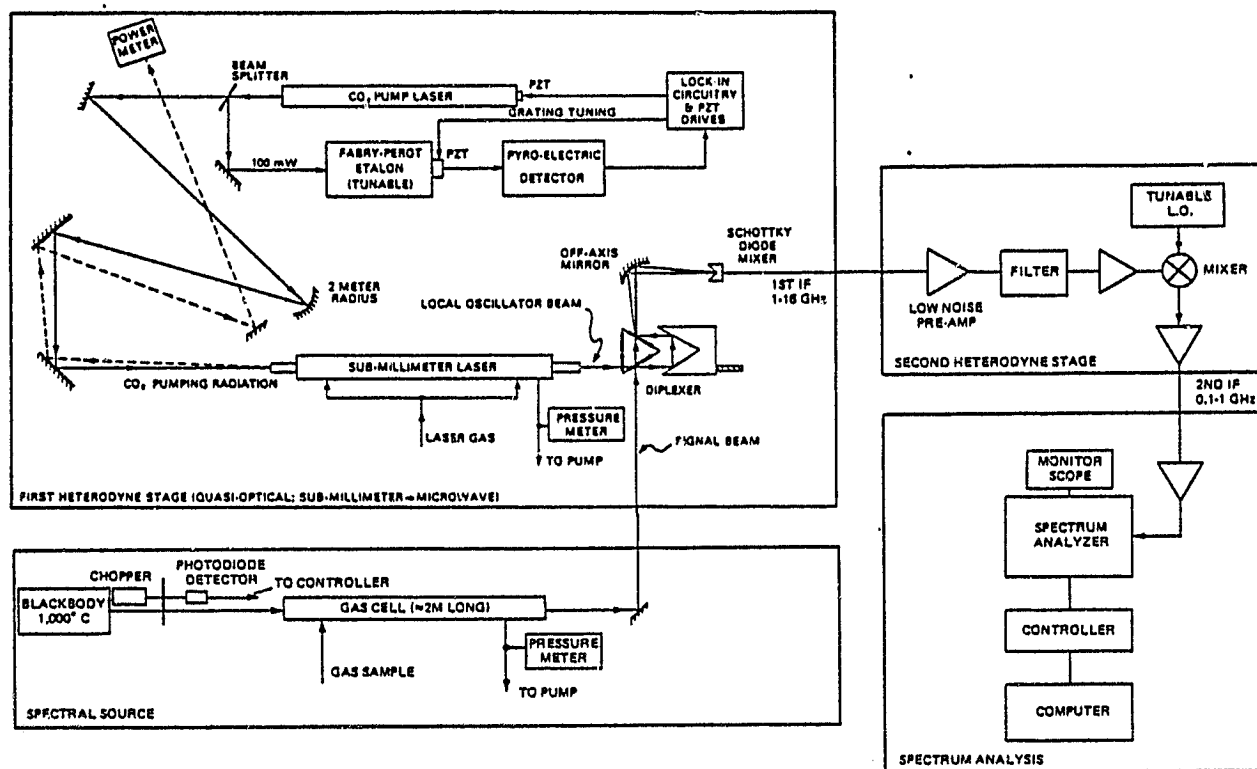 POWER
METER
BEAM
SPLITTER
CO₂ PUMP LASER
PZT
LOCK-IN
CIRCUITRY
& PZT
DRIVES
GRATING TUNING
100 mW
FABRY-PEROT
ETALON
(TUNABLE)
PZT
PYRO-ELECTRIC
DETECTOR
OFF-AXIS
MIRROR
SCHOTTKY
DIODE
MIXER
1ST IF
1-16 GHz
2 METER
RADIUS
LOCAL OSCILLATOR BEAM
CO₂ PUMPING RADIATION
SUB-MILLIMETER LASER
DIPLEXER
LASER GAS
PRESSURE
METER
TO PUMP
SIGNAL BEAM
FIRST HETERODYNE STAGE (QUASI-OPTICAL; SUB-MILLIMETER→MICROWAVE)
TUNABLE
L.O.
FILTER
MIXER
LOW NOISE
PRE-AMP
SECOND HETERODYNE STAGE
2ND IF
0.1-1 GHz
MONITOR
SCOPE
SPECTRUM
ANALYZER
CONTROLLER
COMPUTER
SPECTRUM ANALYSIS
BLACKBODY
1,000° C
CHOPPER
PHOTODIODE
DETECTOR
TO CONTROLLER
GAS CELL (≈2M LONG)
GAS SAMPLE
PRESSURE
METER
TO PUMP
SPECTRAL SOURCE